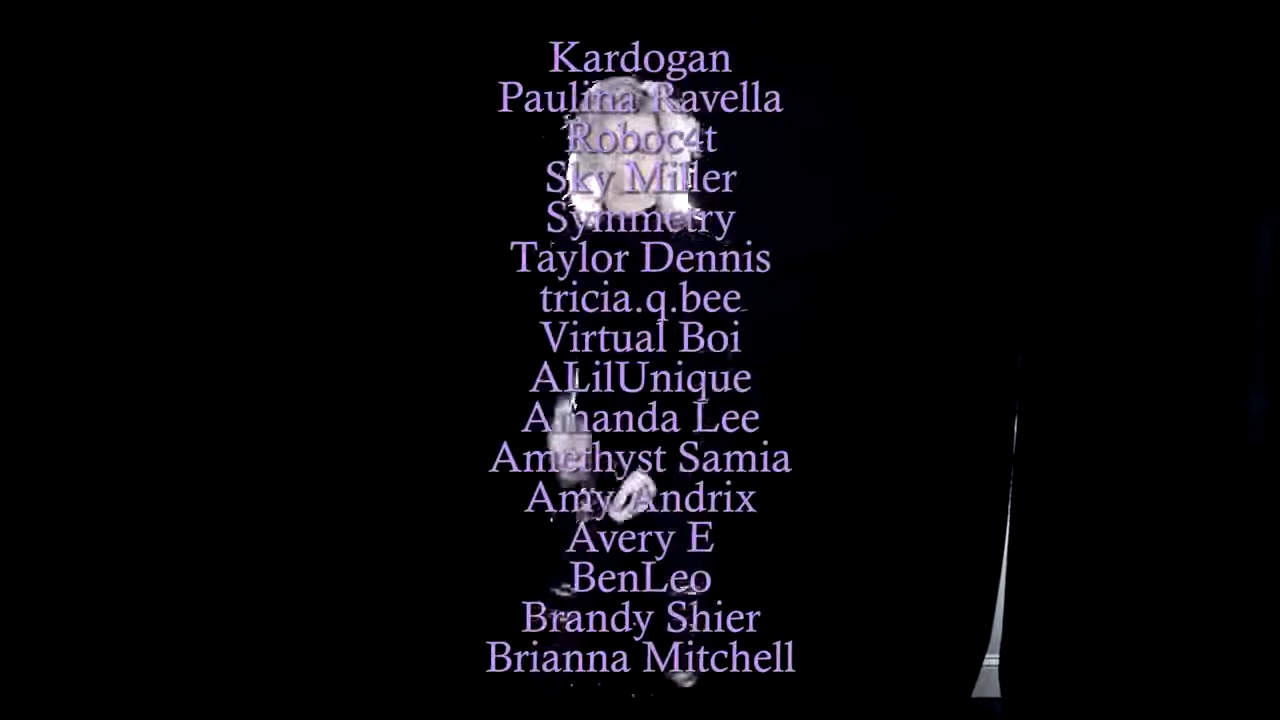 Kardogan
Paulina Ravella
Roboc4t
Sky Miller
Symmetry
Taylor Dennis
tricia.q.bee
Virtual Boi
ALilUnique
Amanda Lee
Amethyst Samia
Amy Andrix
Avery E
BenLeo
Brandy Shier
Brianna Mitchell